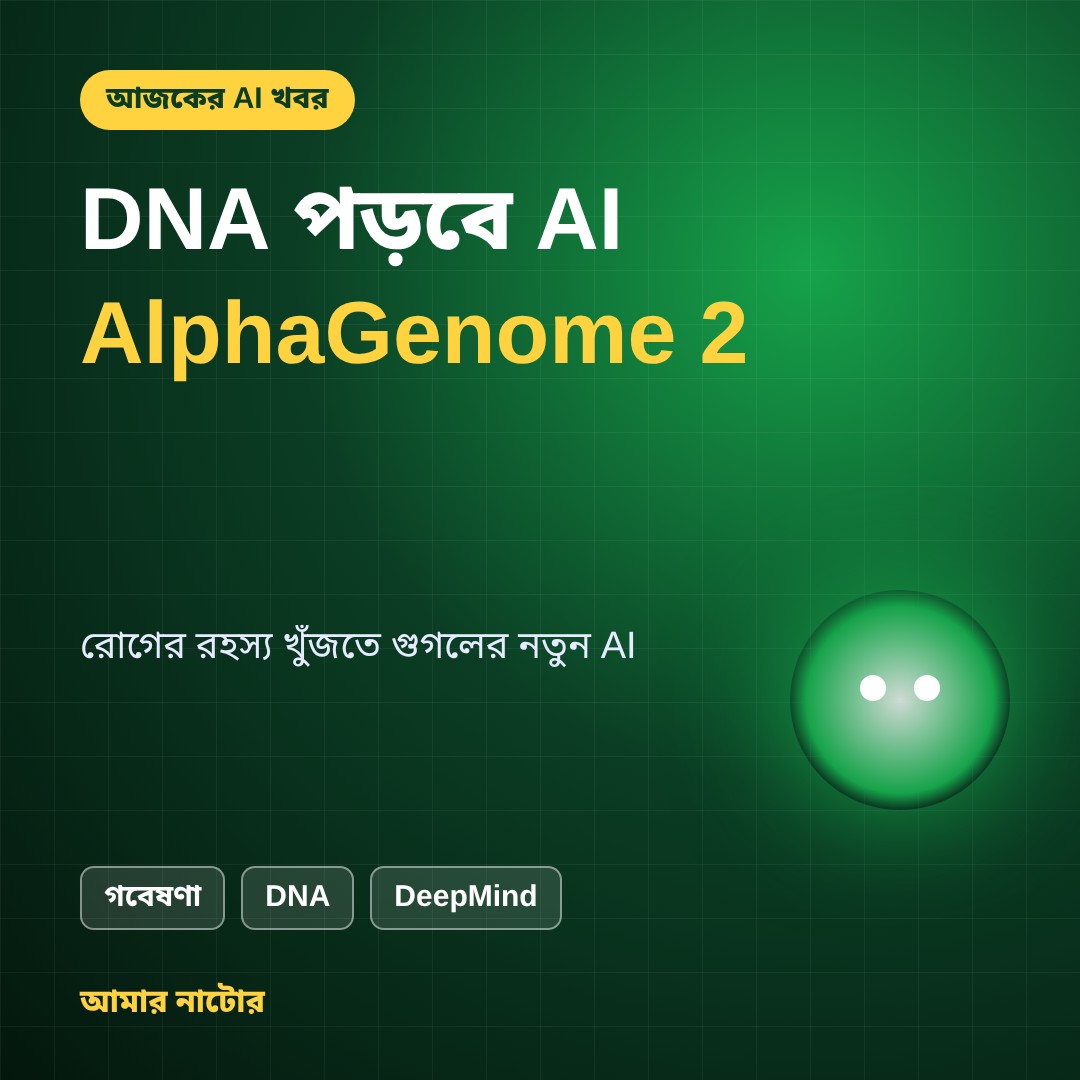 আজকের AI খবর
DNA পড়বে AI
AlphaGenome 2
রোগের রহস্য খুঁজতে গুগলের নতুন AI
গবেষণা
DNA
DeepMind
আমার নাটোর